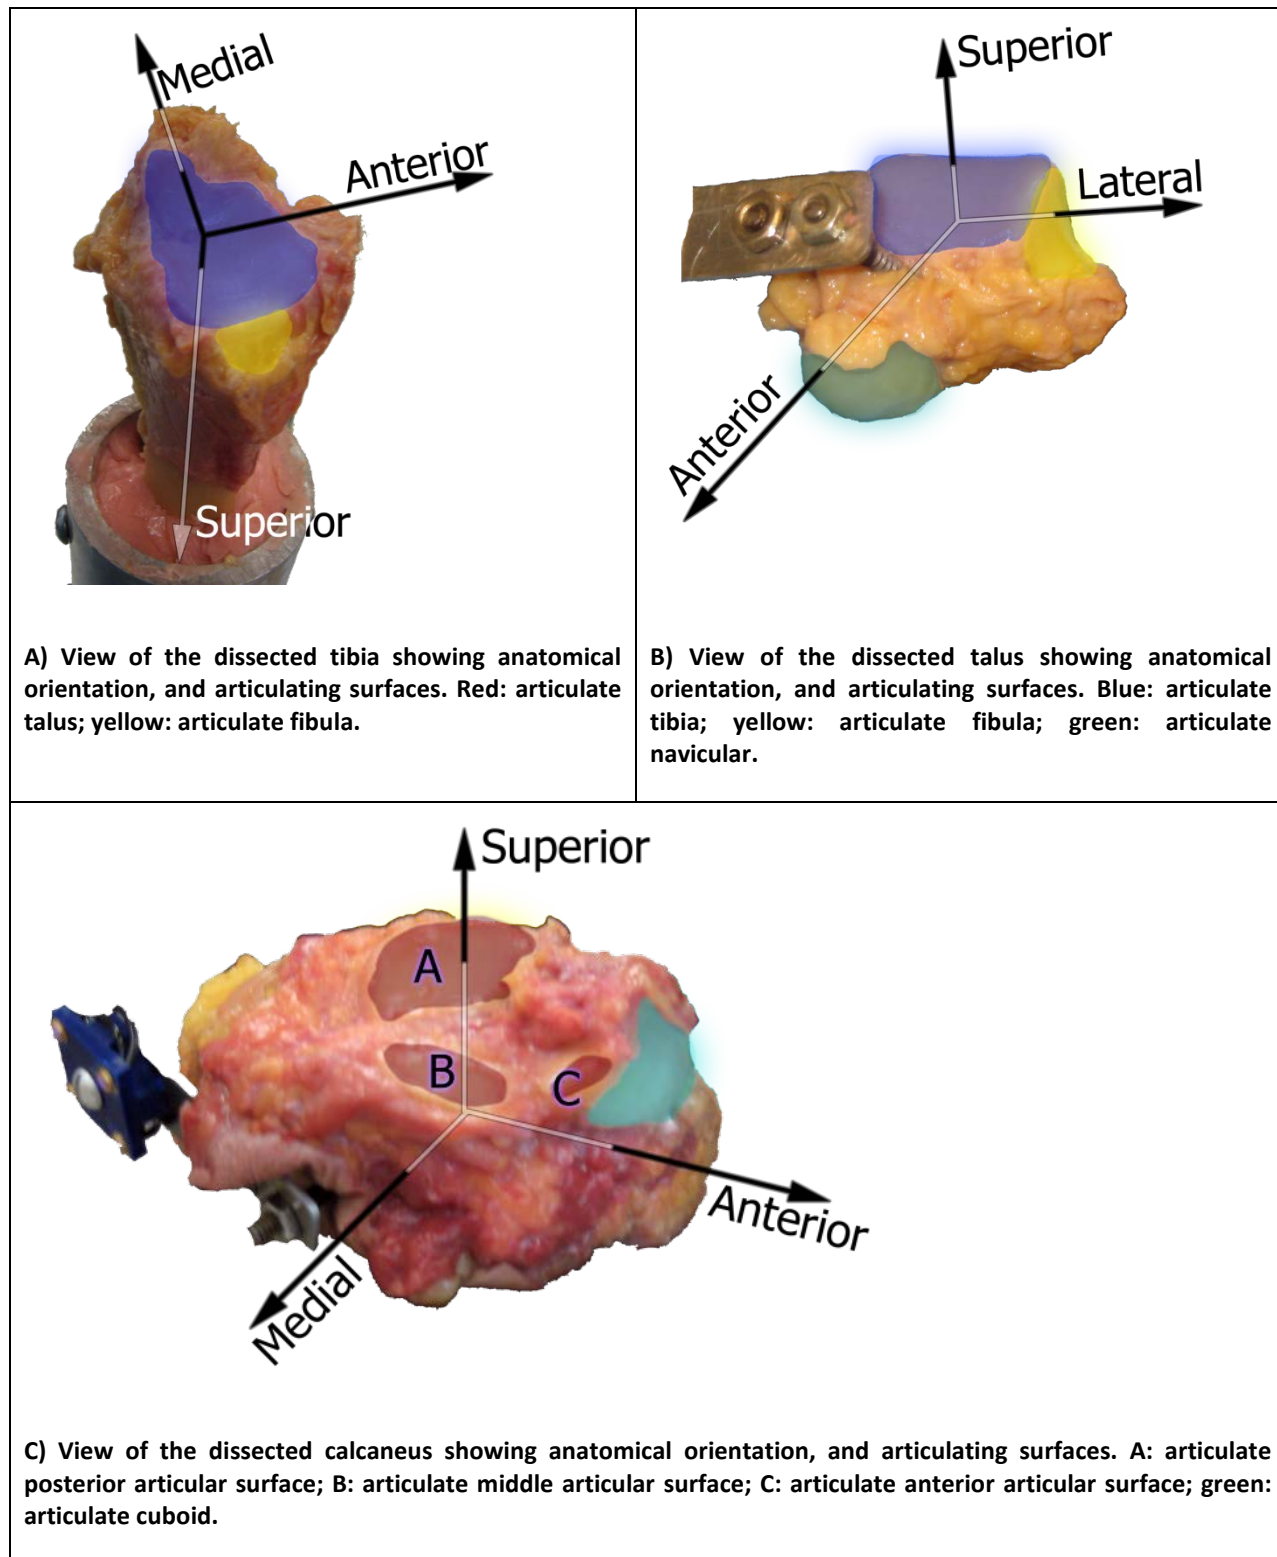 Medial
Anterior
Superior
A) View of the dissected tibia showing anatomical
orientation, and articulating surfaces. Red: articulate
talus; yellow: articulate fibula.
Superior
Lateral
Anterior
B) View of the dissected talus showing anatomical
orientation, and articulating surfaces. Blue: articulate
tibia; yellow: articulate fibula; green: articulate
navicular.
Superior
A
B
C
Anterior
Medial
C) View of the dissected calcaneus showing anatomical orientation, and articulating surfaces. A: articulate
posterior articular surface; B: articulate middle articular surface; C: articulate anterior articular surface; green:
articulate cuboid.